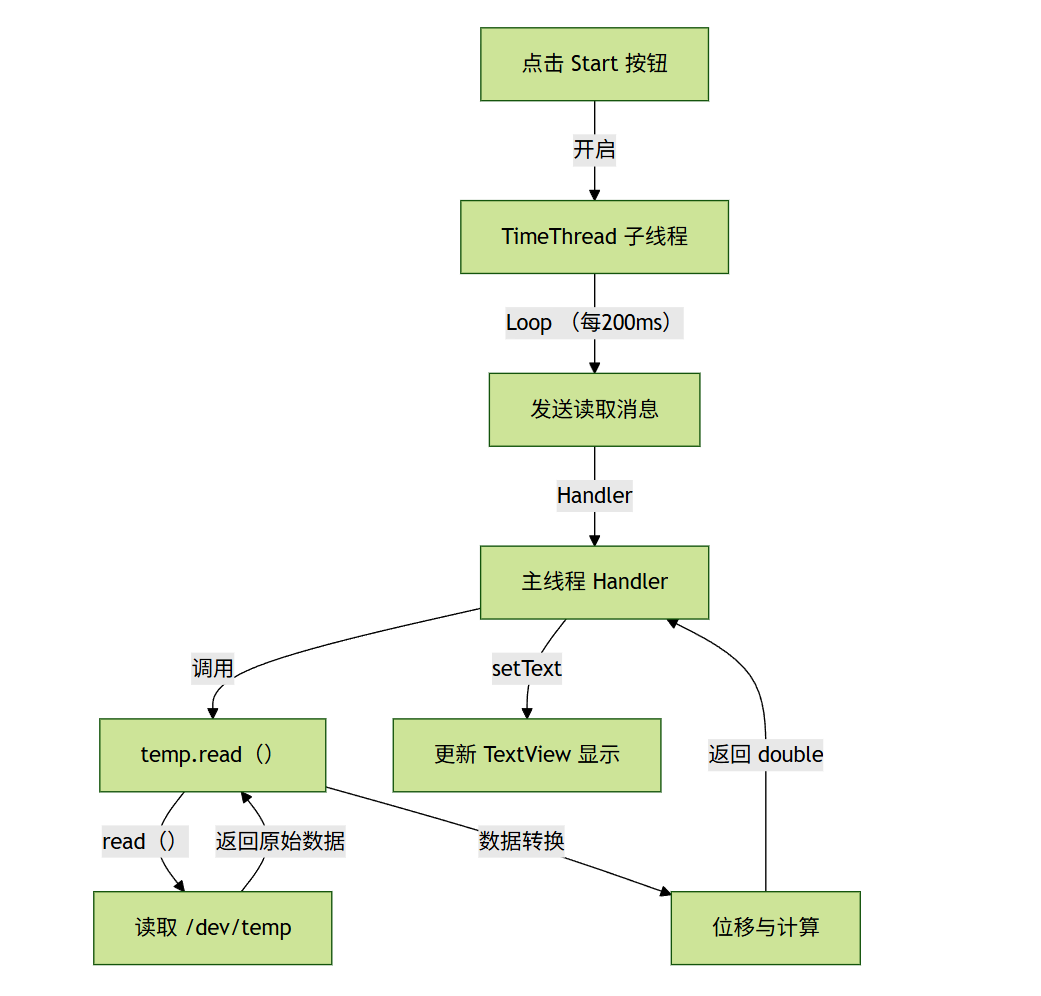 点击 Start 按钮
开启
TimeThread 子线程
Loop （每200ms）
发送读取消息
Handler
主线程 Handler
调用
setText
temp.read（）
更新 TextView 显示
返回 double
read（）
返回原始数据
数据转换
读取 /dev/temp
位移与计算